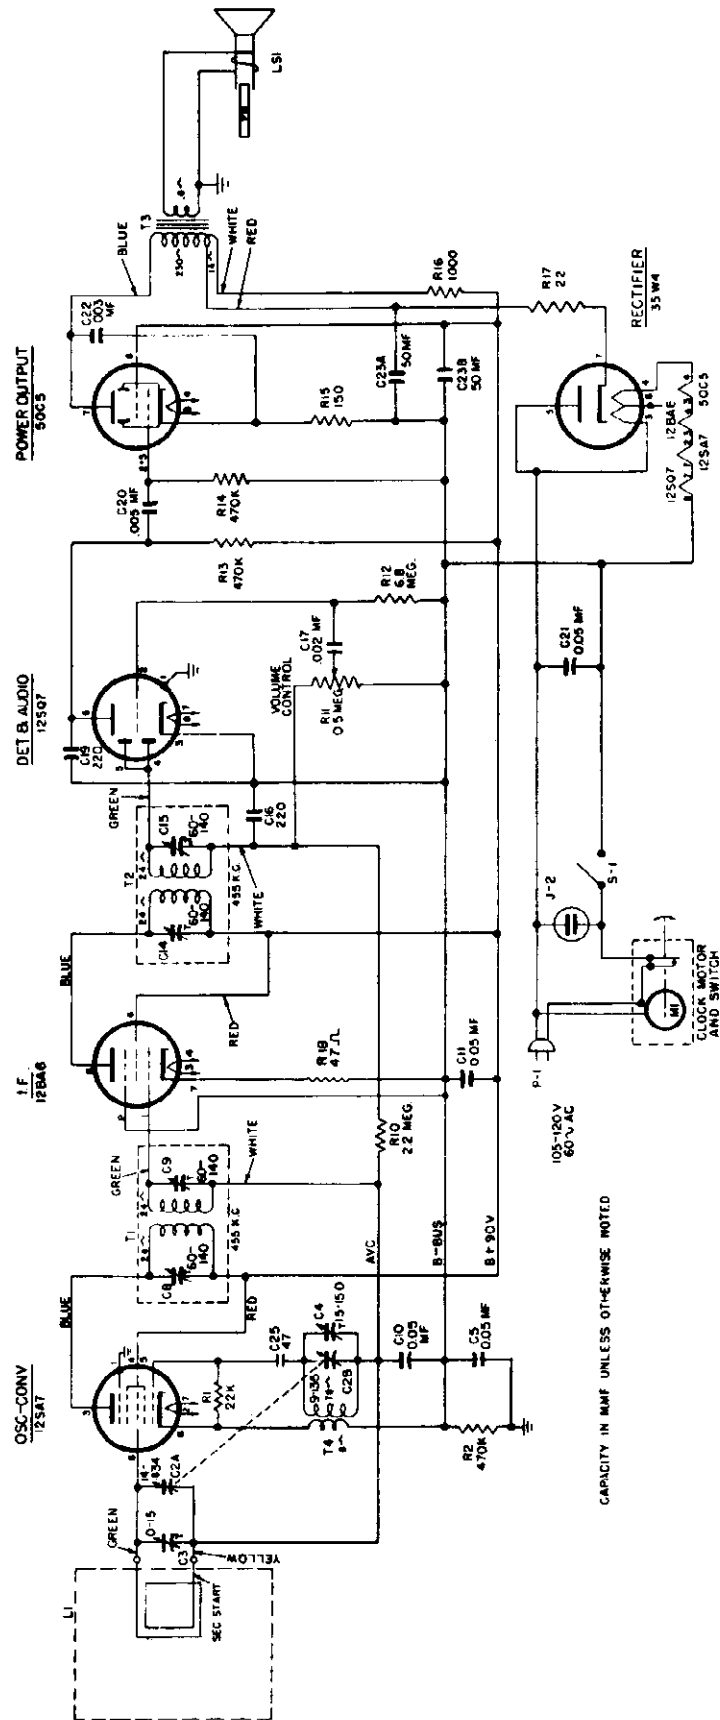 OSC-CONV
12SA7
I.F.
12BA6
DET & AUDIO
12SQ7
POWER OUTPUT
50C5
L1
SEC START
GREEN
YELLOW
C3
0-15
14-
434
C2A
BLUE
RED
R1
22K
C25
47
C4
15-150
9-136
C2B
T4
C10
0.05
MF
C5
0.05 MF
R2
470K
T1
C8
60-
140
C9
60-
140
455 K.C.
GREEN
WHITE
AVC
B-BUS
B+90V
R10
2.2 MEG.
R18
47 Ω
C11
0.05 MF
BLUE
RED
T2
C14
60-
140
C15
60-
140
455 K.C.
WHITE
GREEN
C16
220
C19
220
VOLUME
CONTROL
R11
0.5 MEG.
C17
.002 MF
R12
6.8
MEG.
R13
470K
C20
.005 MF
R14
470K
R15
150
C22
.003
MF
BLUE
T3
250~
WHITE
RED
LS1
C23A
50MF
C23B
50 MF
R16
1000
R17
22
RECTIFIER
35W4
12SQ7
12BA6
12SA7
50C5
C21
0.05 MF
J-2
S-1
P-1
105-120V
60~AC
M1
CLOCK MOTOR
AND SWITCH
CAPACITY IN MMF UNLESS OTHERWISE NOTED